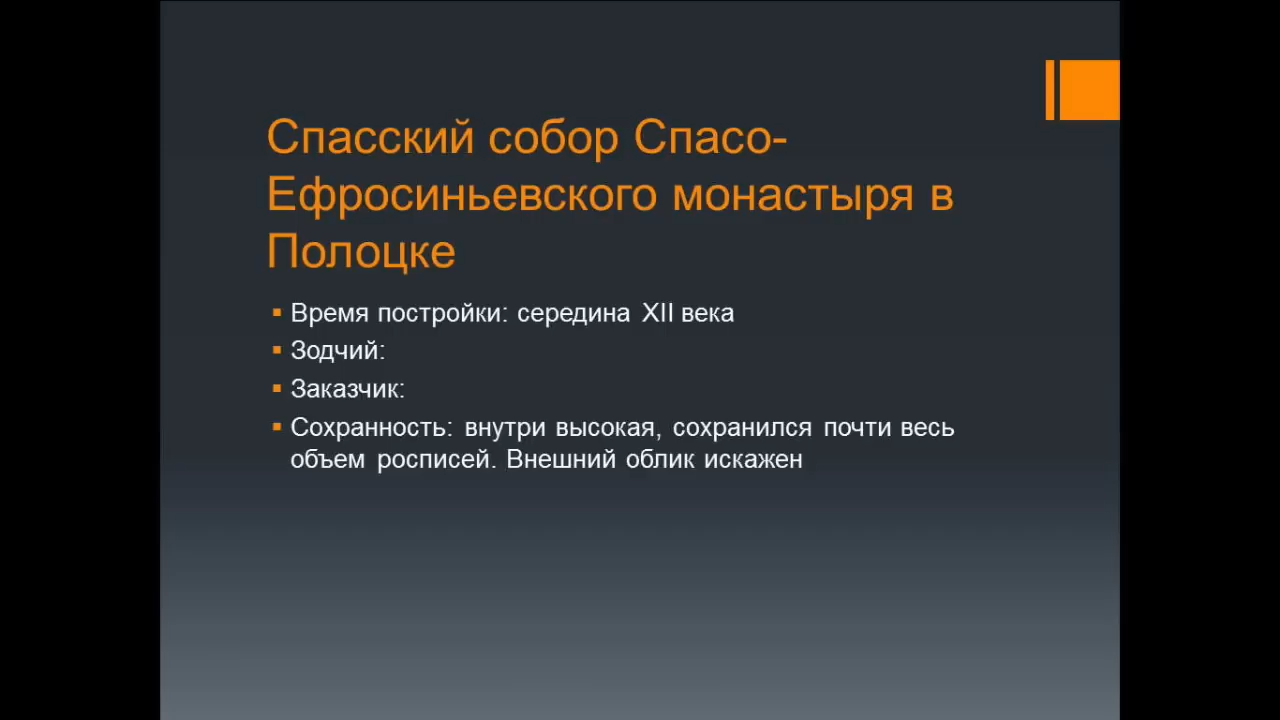 Спасский собор Спасо-
Ефросиньевского монастыря в
Полоцке
▪ Время постройки: середина XII века
▪ Зодчий:
▪ Заказчик:
▪ Сохранность: внутри высокая, сохранился почти весь
объем росписей. Внешний облик искажен